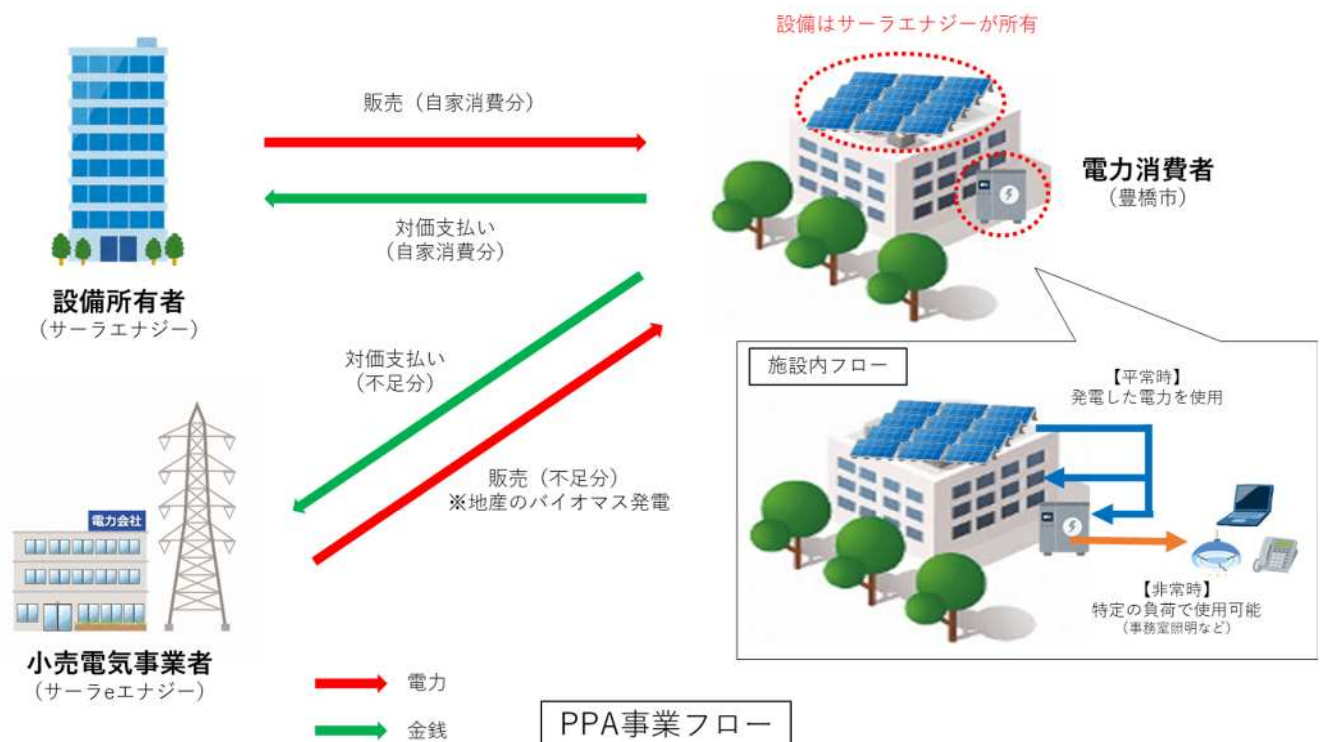 設備はサーラエナジーが所有
販売（自家消費分）
対価支払い
（自家消費分）
電力消費者
（豊橋市）
設備所有者
（サーラエナジー）
対価支払い
（不足分）
販売（不足分）
※地産のバイオマス発電
施設内フロー
【平常時】
発電した電力を使用
【非常時】
特定の負荷で使用可能
（事務室照明など）
電力会社
小売電気事業者
（サーラeエナジー）
電力
金銭
PPA事業フロー